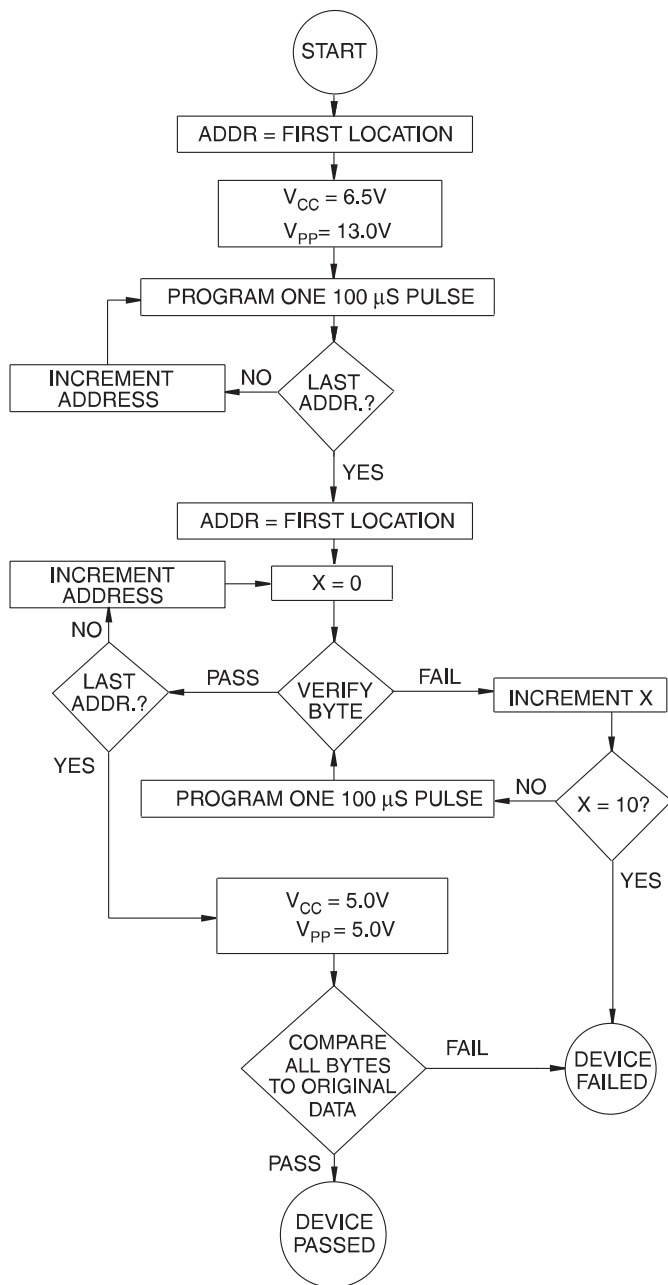 START
ADDR = FIRST LOCATION
VCC = 6.5V
VPP = 13.0V
PROGRAM ONE 100 μS PULSE
INCREMENT
ADDRESS
NO
LAST
ADDR.?
YES
ADDR = FIRST LOCATION
INCREMENT
ADDRESS
X = 0
NO
LAST
ADDR.?
PASS
VERIFY
BYTE
FAIL
INCREMENT X
YES
PROGRAM ONE 100 μS PULSE
NO
X = 10?
YES
VCC = 5.0V
VPP = 5.0V
COMPARE
ALL BYTES
TO ORIGINAL
DATA
FAIL
DEVICE
FAILED
PASS
DEVICE
PASSED